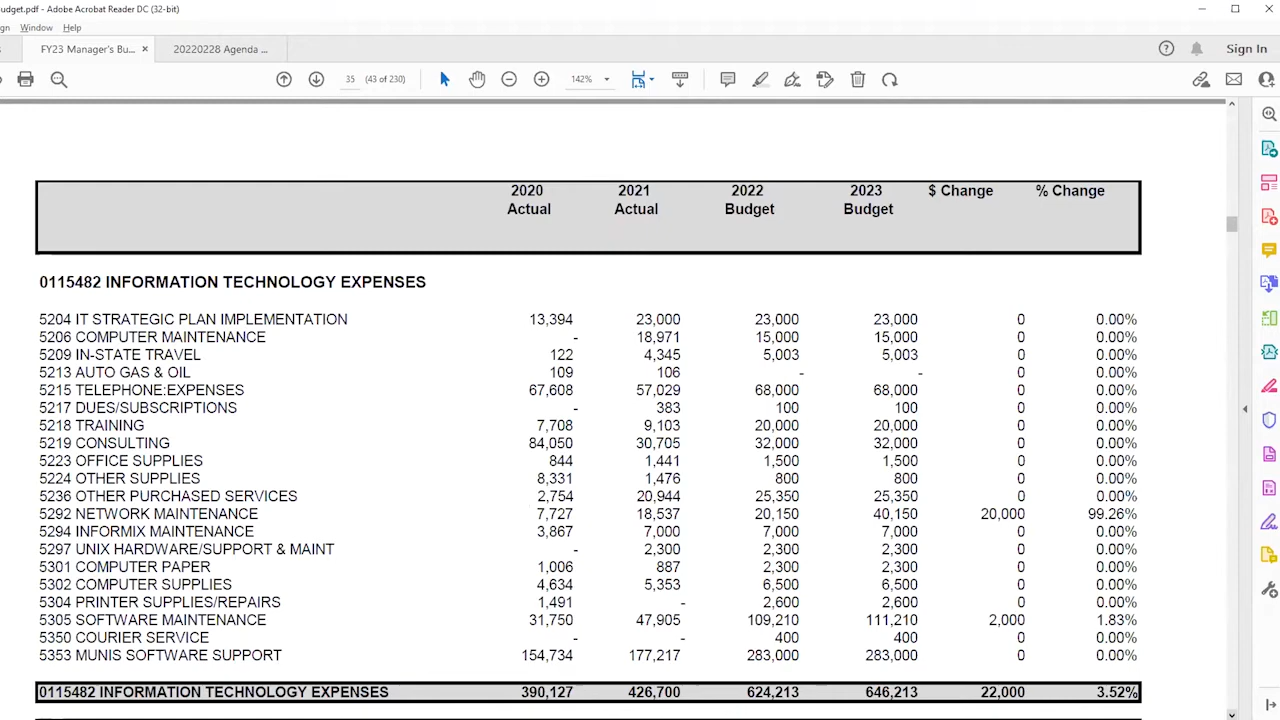 udget.pdf - Adobe Acrobat Reader DC (32-bit)
gn Window Help
s FY23 Manager's Bu... × 20220228 Agenda ... Sign In
35 (43 of 230) 142%
2020 Actual 2021 Actual 2022 Budget 2023 Budget $ Change % Change
0115482 INFORMATION TECHNOLOGY EXPENSES
5204 IT STRATEGIC PLAN IMPLEMENTATION 13,394 23,000 23,000 23,000 0 0.00%
5206 COMPUTER MAINTENANCE - 18,971 15,000 15,000 0 0.00%
5209 IN-STATE TRAVEL 122 4,345 5,003 5,003 0 0.00%
5213 AUTO GAS & OIL 109 106 - - 0 0.00%
5215 TELEPHONE:EXPENSES 67,608 57,029 68,000 68,000 0 0.00%
5217 DUES/SUBSCRIPTIONS - 383 100 100 0 0.00%
5218 TRAINING 7,708 9,103 20,000 20,000 0 0.00%
5219 CONSULTING 84,050 30,705 32,000 32,000 0 0.00%
5223 OFFICE SUPPLIES 844 1,441 1,500 1,500 0 0.00%
5224 OTHER SUPPLIES 8,331 1,476 800 800 0 0.00%
5236 OTHER PURCHASED SERVICES 2,754 20,944 25,350 25,350 0 0.00%
5292 NETWORK MAINTENANCE 7,727 18,537 20,150 40,150 20,000 99.26%
5294 INFORMIX MAINTENANCE 3,867 7,000 7,000 7,000 0 0.00%
5297 UNIX HARDWARE/SUPPORT & MAINT - 2,300 2,300 2,300 0 0.00%
5301 COMPUTER PAPER 1,006 887 2,300 2,300 0 0.00%
5302 COMPUTER SUPPLIES 4,634 5,353 6,500 6,500 0 0.00%
5304 PRINTER SUPPLIES/REPAIRS 1,491 - 2,600 2,600 0 0.00%
5305 SOFTWARE MAINTENANCE 31,750 47,905 109,210 111,210 2,000 1.83%
5350 COURIER SERVICE - - 400 400 0 0.00%
5353 MUNIS SOFTWARE SUPPORT 154,734 177,217 283,000 283,000 0 0.00%
0115482 INFORMATION TECHNOLOGY EXPENSES 390,127 426,700 624,213 646,213 22,000 3.52%